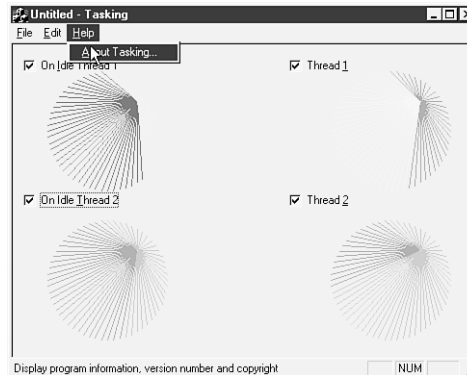 Untitled - Tasking
File Edit Help
About Tasking...
On Idle Thread 1
Thread 1
On Idle Thread 2
Thread 2
Display program information, version number and copyright
NUM